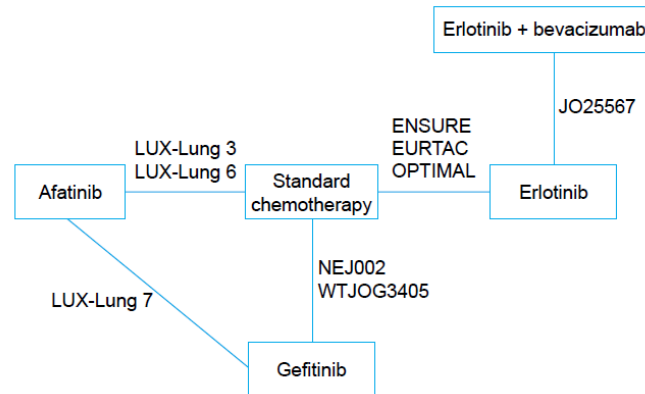 Erlotinib + bevacizumab
JO25567
ENSURE
EURTAC
OPTIMAL
LUX-Lung 3
LUX-Lung 6
Afatinib
Standard
chemotherapy
Erlotinib
NEJ002
WTJOG3405
LUX-Lung 7
Gefitinib